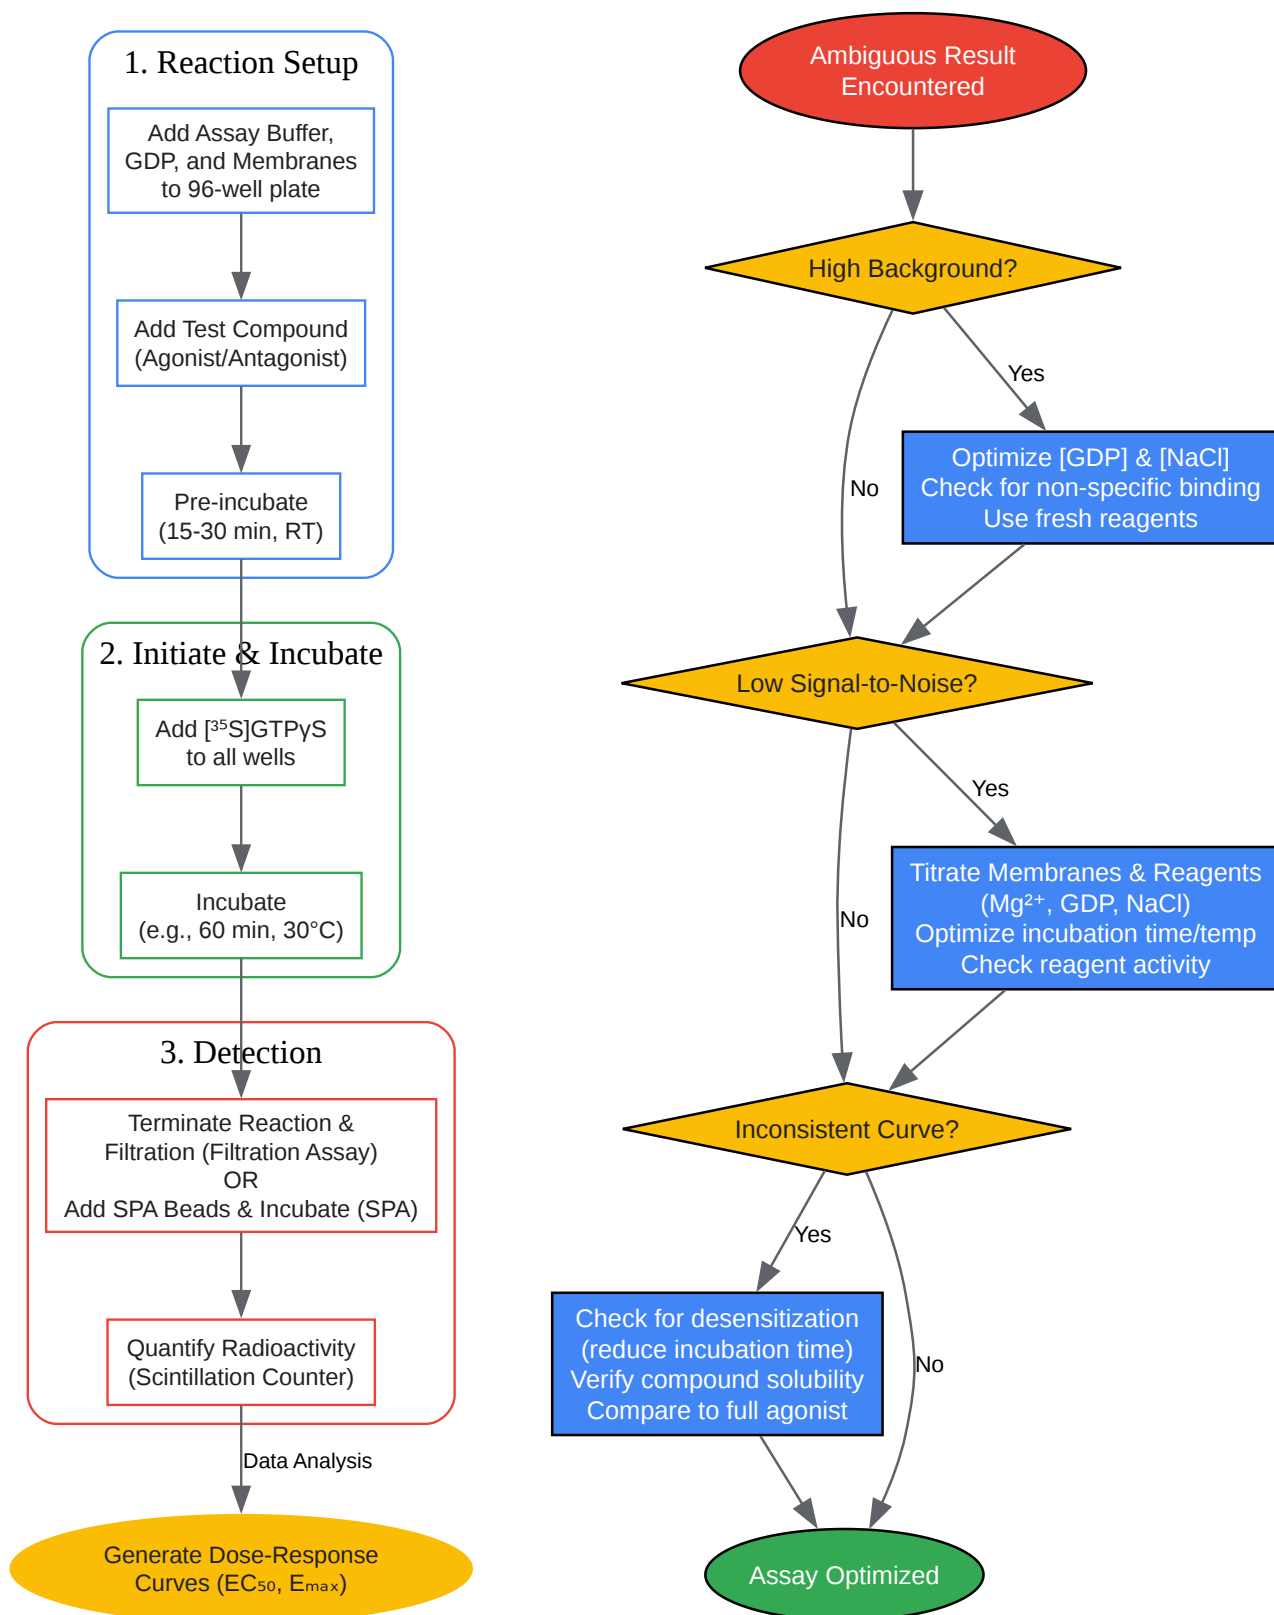 1. Reaction Setup
Add Assay Buffer,
GDP, and Membranes
to 96-well plate
Add Test Compound
(Agonist/Antagonist)
Pre-incubate
(15-30 min, RT)
2. Initiate & Incubate
Add [³⁵S]GTPγS
to all wells
Incubate
(e.g., 60 min, 30°C)
3. Detection
Terminate Reaction &
Filtration (Filtration Assay)
OR
Add SPA Beads & Incubate (SPA)
Quantify Radioactivity
(Scintillation Counter)
Data Analysis
Generate Dose-Response
Curves (EC₅₀, Eₘₐₓ)
Ambiguous Result
Encountered
High Background?
Yes
No
Optimize [GDP] & [NaCl]
Check for non-specific binding
Use fresh reagents
Low Signal-to-Noise?
Yes
No
Titrate Membranes & Reagents
(Mg²⁺, GDP, NaCl)
Optimize incubation time/temp
Check reagent activity
Inconsistent Curve?
Yes
No
Check for desensitization
(reduce incubation time)
Verify compound solubility
Compare to full agonist
Assay Optimized